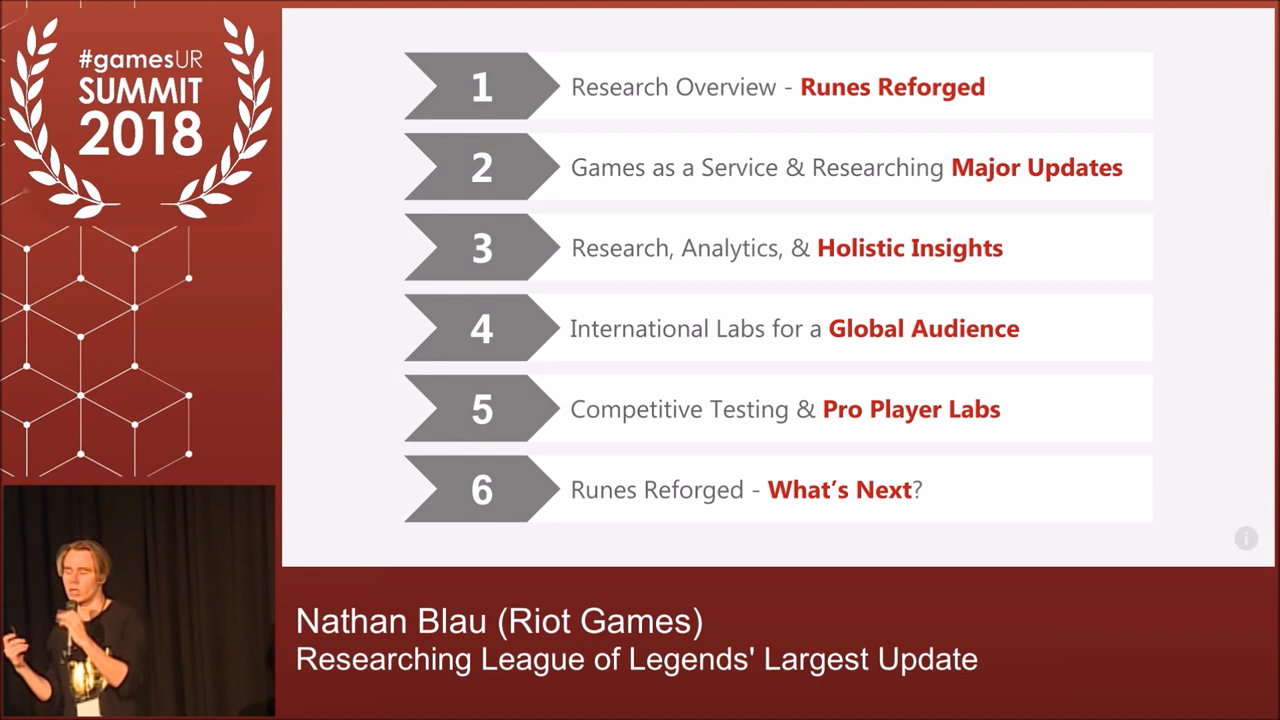 #gamesUR
SUMMIT
2018
1
Research Overview - Runes Reforged
2
Games as a Service & Researching Major Updates
3
Research, Analytics, & Holistic Insights
4
International Labs for a Global Audience
5
Competitive Testing & Pro Player Labs
6
Runes Reforged - What's Next?
i
Nathan Blau (Riot Games)
Researching League of Legends' Largest Update